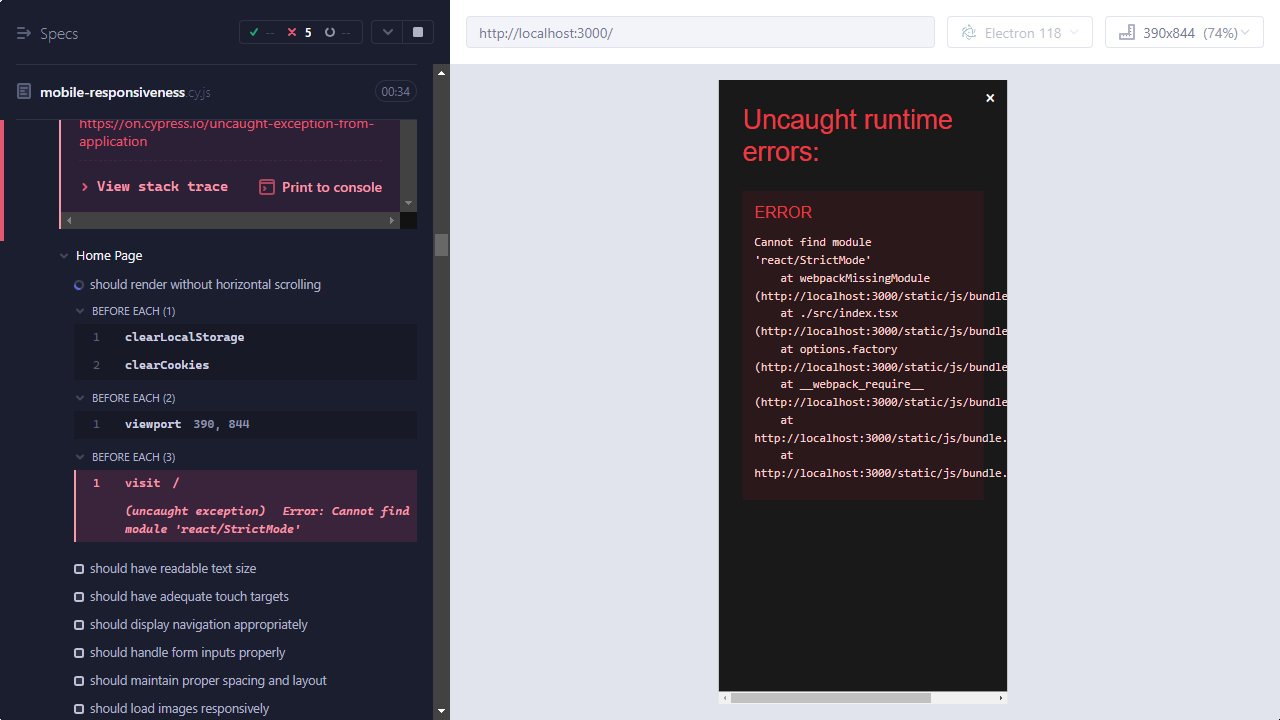 Specs
-- 5 --
mobile-responsiveness cy.js 00:34
https://on.cypress.io/uncaught-exception-from-
application
View stack trace
Print to console
Home Page
should render without horizontal scrolling
BEFORE EACH (1)
1 clearLocalStorage
2 clearCookies
BEFORE EACH (2)
1 viewport 390, 844
BEFORE EACH (3)
1 visit /
(uncaught exception) Error: Cannot find
module 'react/StrictMode'
should have readable text size
should have adequate touch targets
should display navigation appropriately
should handle form inputs properly
should maintain proper spacing and layout
should load images responsively
http://localhost:3000/
Electron 118
390x844 (74%)
×
Uncaught runtime
errors:
ERROR
Cannot find module
'react/StrictMode'
at webpackMissingModule
(http://localhost:3000/static/js/bundle
at ./src/index.tsx
(http://localhost:3000/static/js/bundle
at options.factory
(http://localhost:3000/static/js/bundle
at __webpack_require__
(http://localhost:3000/static/js/bundle
at
http://localhost:3000/static/js/bundle.
at
http://localhost:3000/static/js/bundle.